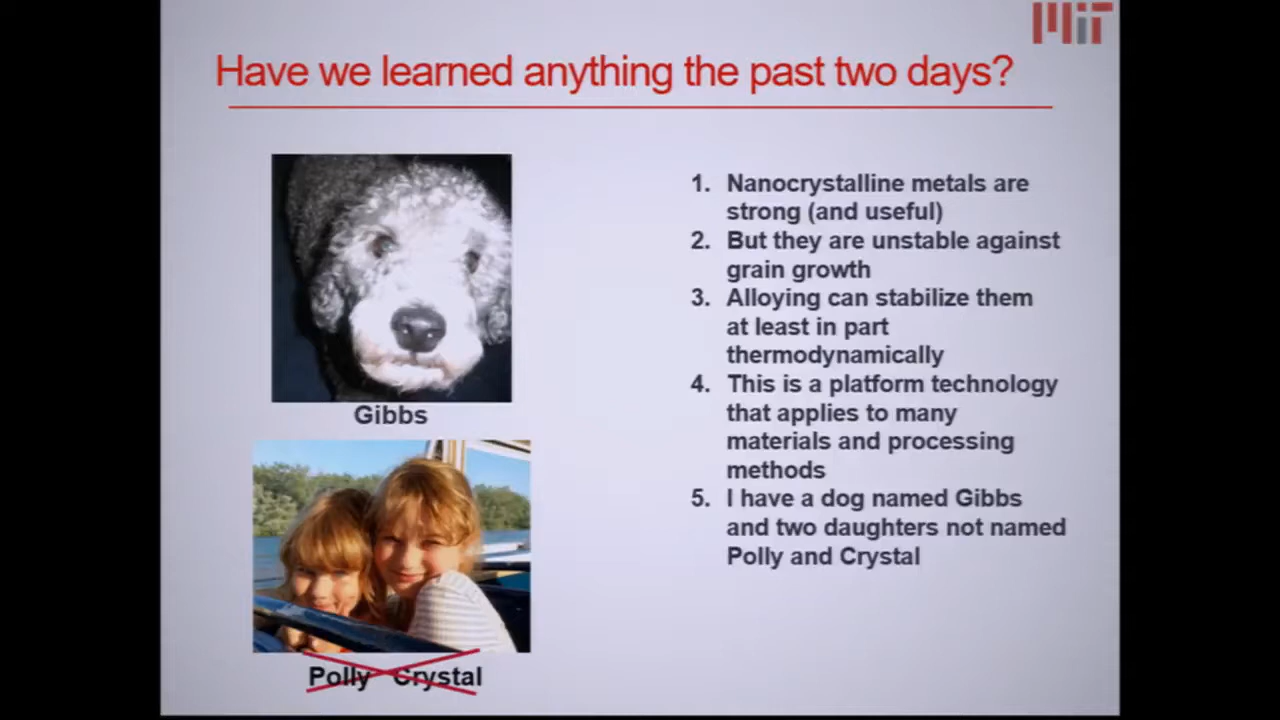 MIT
Have we learned anything the past two days?
Gibbs
Polly Crystal
1. Nanocrystalline metals are
strong (and useful)
2. But they are unstable against
grain growth
3. Alloying can stabilize them
at least in part
thermodynamically
4. This is a platform technology
that applies to many
materials and processing
methods
5. I have a dog named Gibbs
and two daughters not named
Polly and Crystal